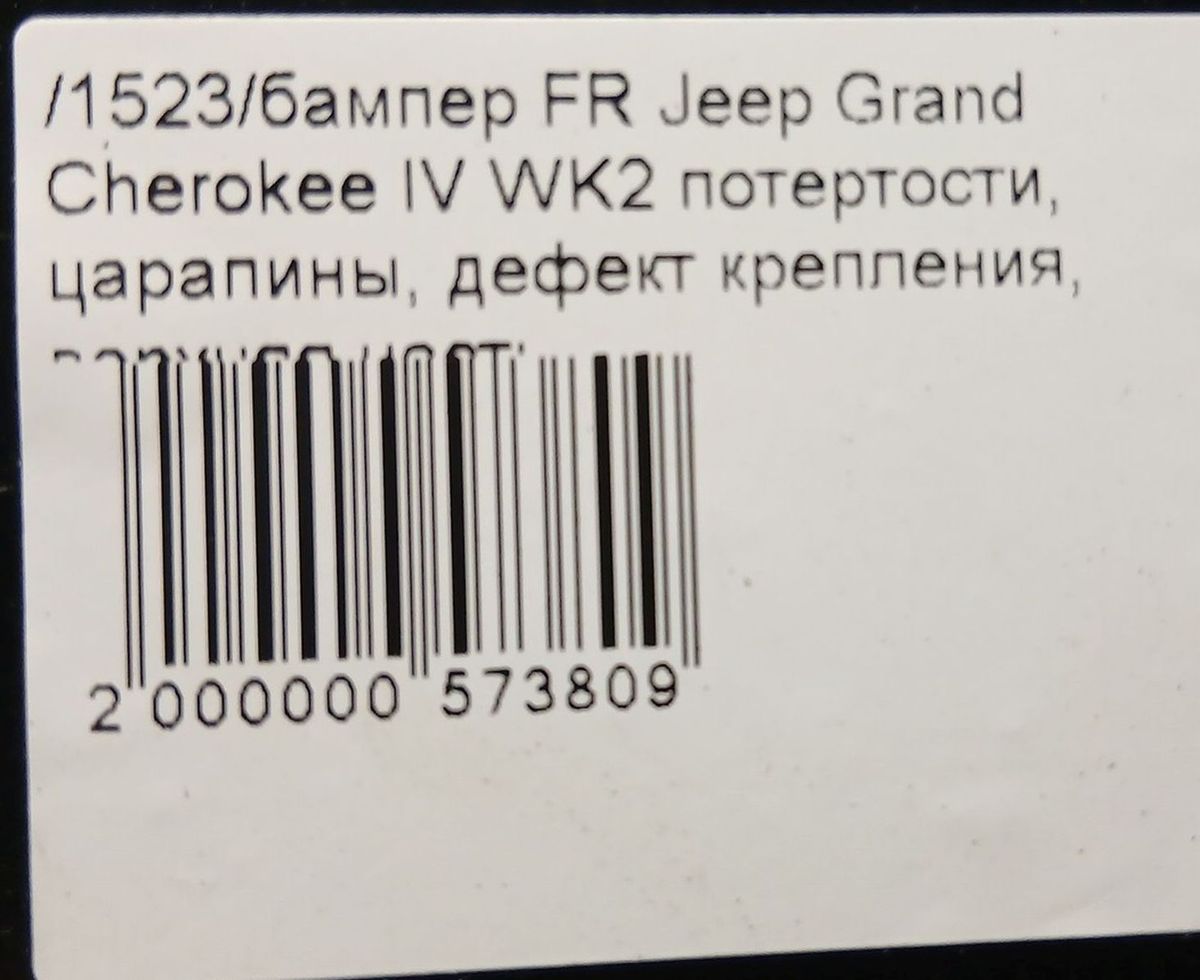 /1523/бампер FR Jeep Grand
Cherokee IV WK2 потертости,
царапины, дефект крепления,
2 000000 573809